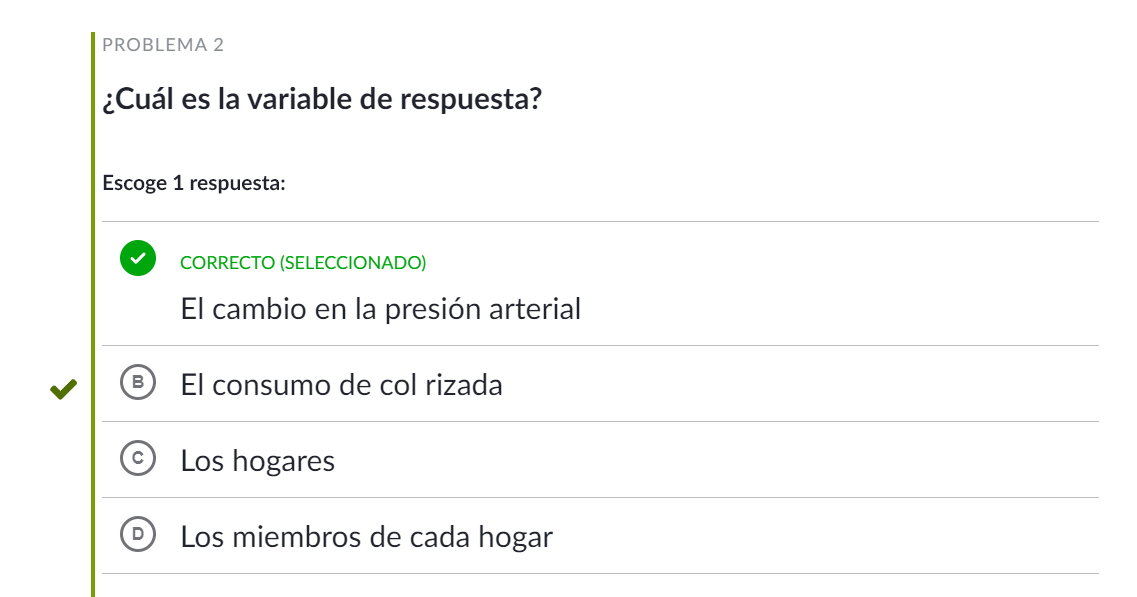 PROBLEMA 2
¿Cuál es la variable de respuesta?
Escoge 1 respuesta:
CORRECTO (SELECCIONADO)
El cambio en la presión arterial
B El consumo de col rizada
C Los hogares
D Los miembros de cada hogar